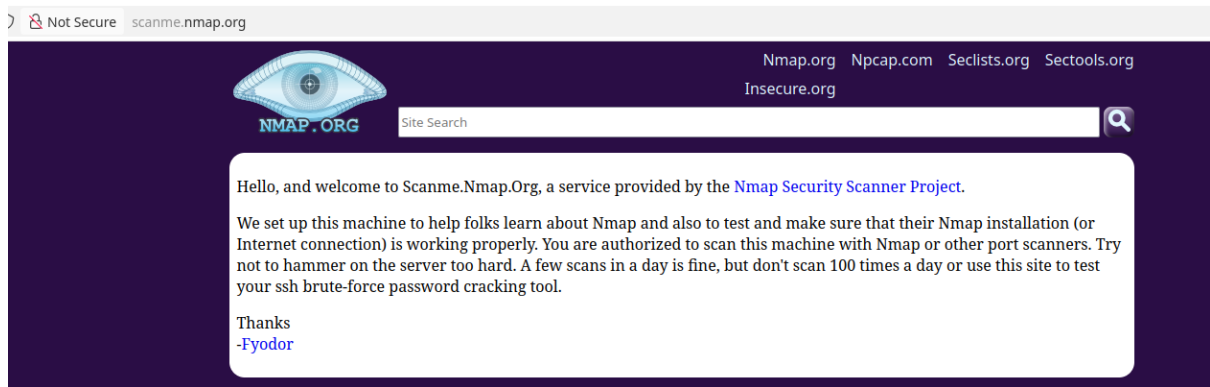 Not Secure scanme.nmap.org
Nmap.org Npcap.com Seclists.org Sectools.org
Insecure.org
NMAP.ORG
Site Search
Hello, and welcome to Scanme.Nmap.Org, a service provided by the Nmap Security Scanner Project.
We set up this machine to help folks learn about Nmap and also to test and make sure that their Nmap installation (or
Internet connection) is working properly. You are authorized to scan this machine with Nmap or other port scanners. Try
not to hammer on the server too hard. A few scans in a day is fine, but don't scan 100 times a day or use this site to test
your ssh brute-force password cracking tool.
Thanks
-Fyodor